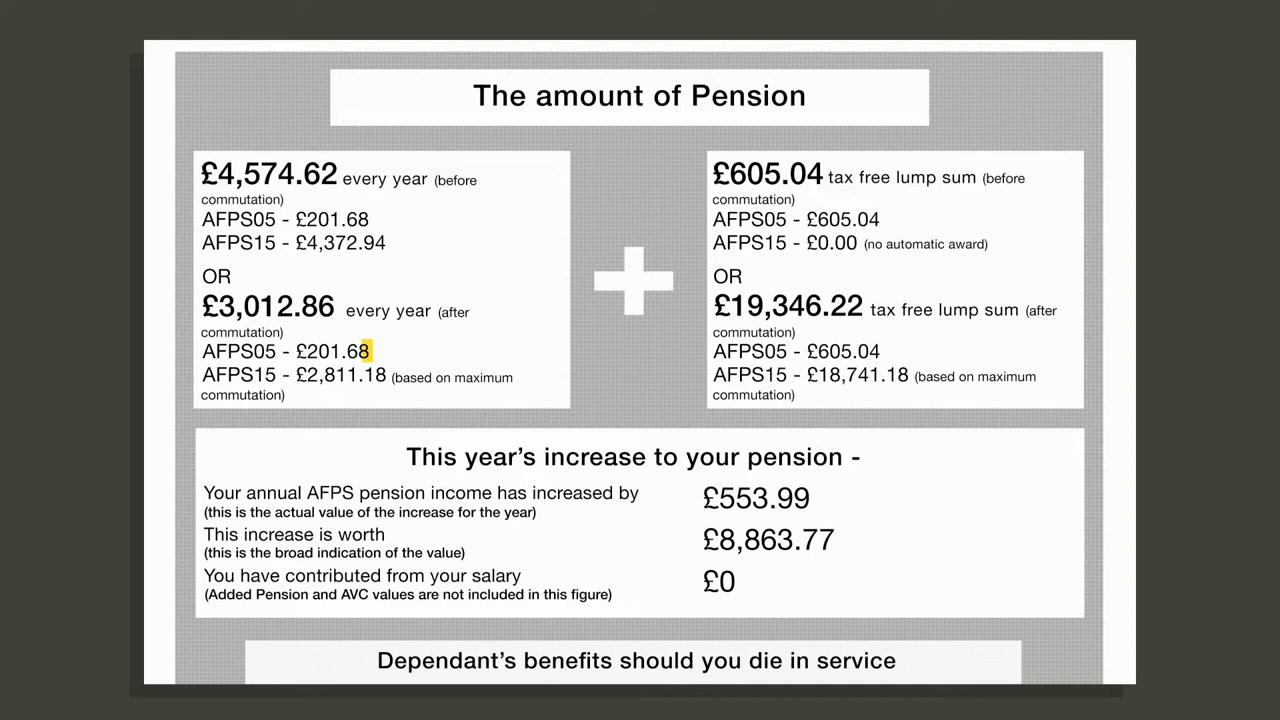 The amount of Pension
£4,574.62 every year (before
commutation)
AFPS05 - £201.68
AFPS15 - £4,372.94
OR
£3,012.86 every year (after
commutation)
AFPS05 - £201.68
AFPS15 - £2,811.18 (based on maximum
commutation)
£605.04 tax free lump sum (before
commutation)
AFPS05 - £605.04
AFPS15 - £0.00 (no automatic award)
OR
£19,346.22 tax free lump sum (after
commutation)
AFPS05 - £605.04
AFPS15 - £18,741.18 (based on maximum
commutation)
This year’s increase to your pension -
Your annual AFPS pension income has increased by £553.99
(this is the actual value of the increase for the year)
This increase is worth £8,863.77
(this is the broad indication of the value)
You have contributed from your salary £0
(Added Pension and AVC values are not included in this figure)
Dependant’s benefits should you die in service